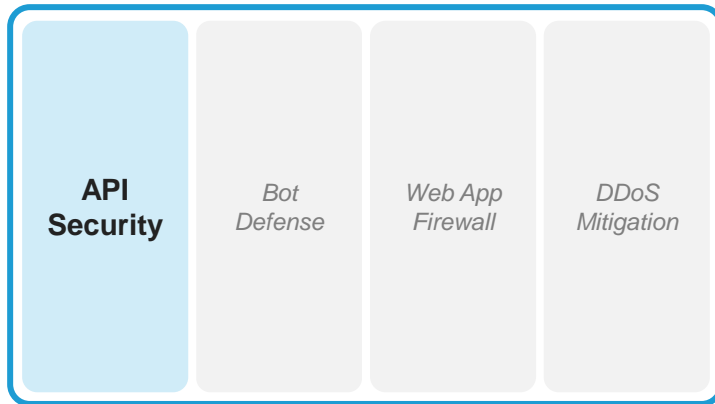 API
Security
Bot
Defense
Web App
Firewall
DDoS
Mitigation